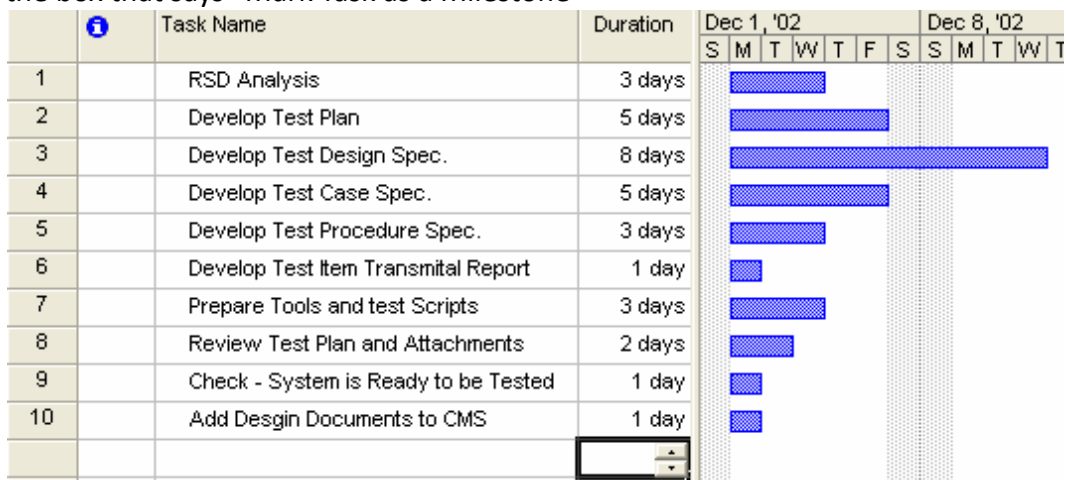 Task Name Duration Dec 1, '02 Dec 8, '02
S M T W T F S S M T W T
1 RSD Analysis 3 days
2 Develop Test Plan 5 days
3 Develop Test Design Spec. 8 days
4 Develop Test Case Spec. 5 days
5 Develop Test Procedure Spec. 3 days
6 Develop Test Item Transmital Report 1 day
7 Prepare Tools and test Scripts 3 days
8 Review Test Plan and Attachments 2 days
9 Check - System is Ready to be Tested 1 day
10 Add Desgin Documents to CMS 1 day